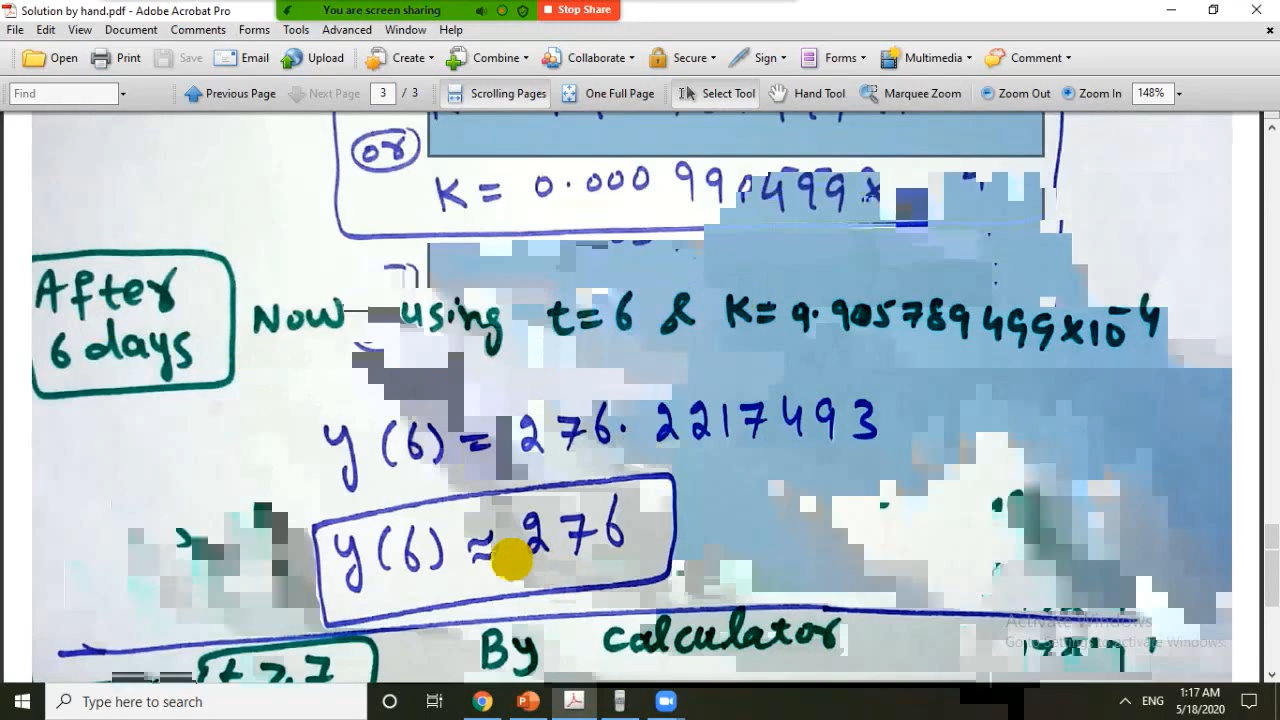 Solution by hand.pdf - Adobe Acrobat Pro
You are screen sharing
Stop Share
File Edit View Document Comments Forms Tools Advanced Window Help
Open Print Save Email Upload Create Combine Collaborate Secure Sign Forms Multimedia Comment
Find Previous Page Next Page 3 / 3 Scrolling Pages One Full Page Select Tool Hand Tool Marquee Zoom Zoom Out Zoom In 148%
or
K = 0.000 99
After
6 days
Now using t=6 & K= 9.905789499×10⁻⁴
y(6) = 276.2217493
y(6) ≈ 276
By calculator
Activate Windows
Type here to search
ENG
1:17 AM
5/18/2020